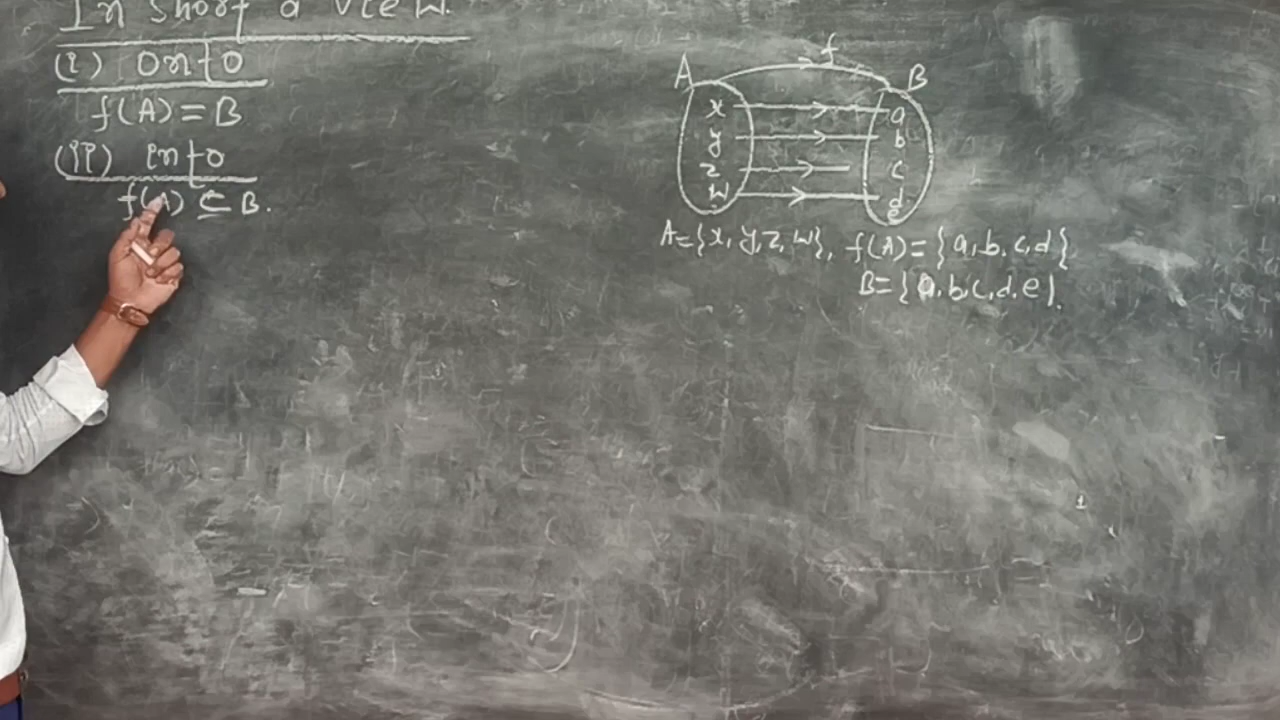 In short a view.
(i) onto
f(A) = B
(ii) into
f(A) ⊆ B.
f
A B
x a
y b
z c
w d
e
A={x, y, z, w}, f(A)={a, b, c, d}
B={a, b, c, d, e}.